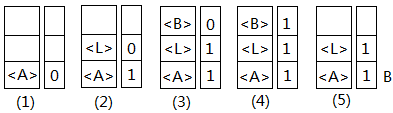 <B> 0 <B> 1
<L> 0 <L> 1 <L> 1 <L> 1
<A> 0 <A> 1 <A> 1 <A> 1 <A> 1 B
(1) (2) (3) (4) (5)